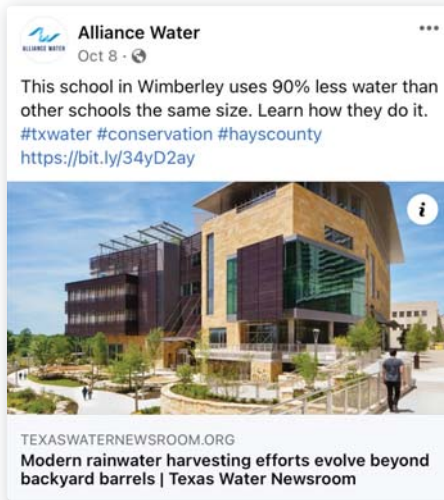 ALLIANCE WATER
Alliance Water
Oct 8 ·
This school in Wimberley uses 90% less water than
other schools the same size. Learn how they do it.
#txwater #conservation #hayscounty
https://bit.ly/34yD2ay
i
TEXASWATERNEWSROOM.ORG
Modern rainwater harvesting efforts evolve beyond
backyard barrels | Texas Water Newsroom